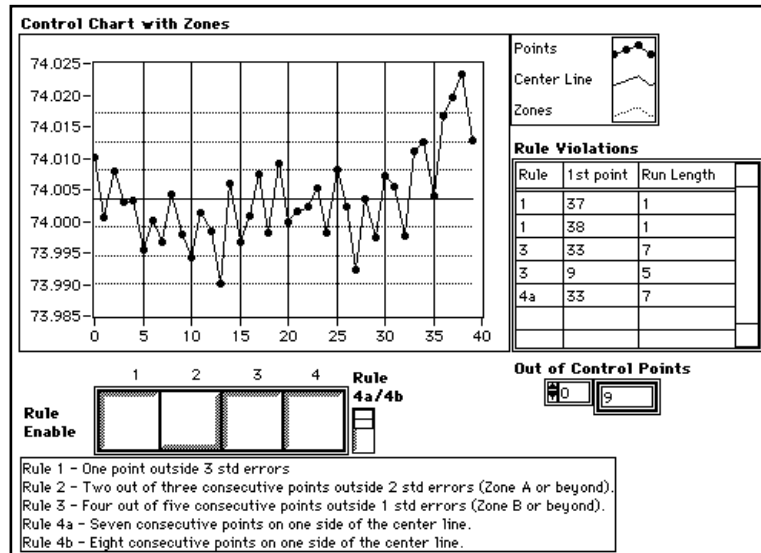 Control Chart with Zones
74.025
74.020
74.015
74.010
74.005
74.000
73.995
73.990
73.985
0 5 10 15 20 25 30 35 40
Points
Center Line
Zones
Rule Violations
Rule 1st point Run Length
1 37 1
1 38 1
3 33 7
3 9 5
4a 33 7
Out of Control Points
0 9
1 2 3 4
Rule
4a/4b
Rule
Enable
Rule 1 - One point outside 3 std errors
Rule 2 - Two out of three consecutive points outside 2 std errors (Zone A or beyond).
Rule 3 - Four out of five consecutive points outside 1 std errors (Zone B or beyond).
Rule 4a - Seven consecutive points on one side of the center line.
Rule 4b - Eight consecutive points on one side of the center line.